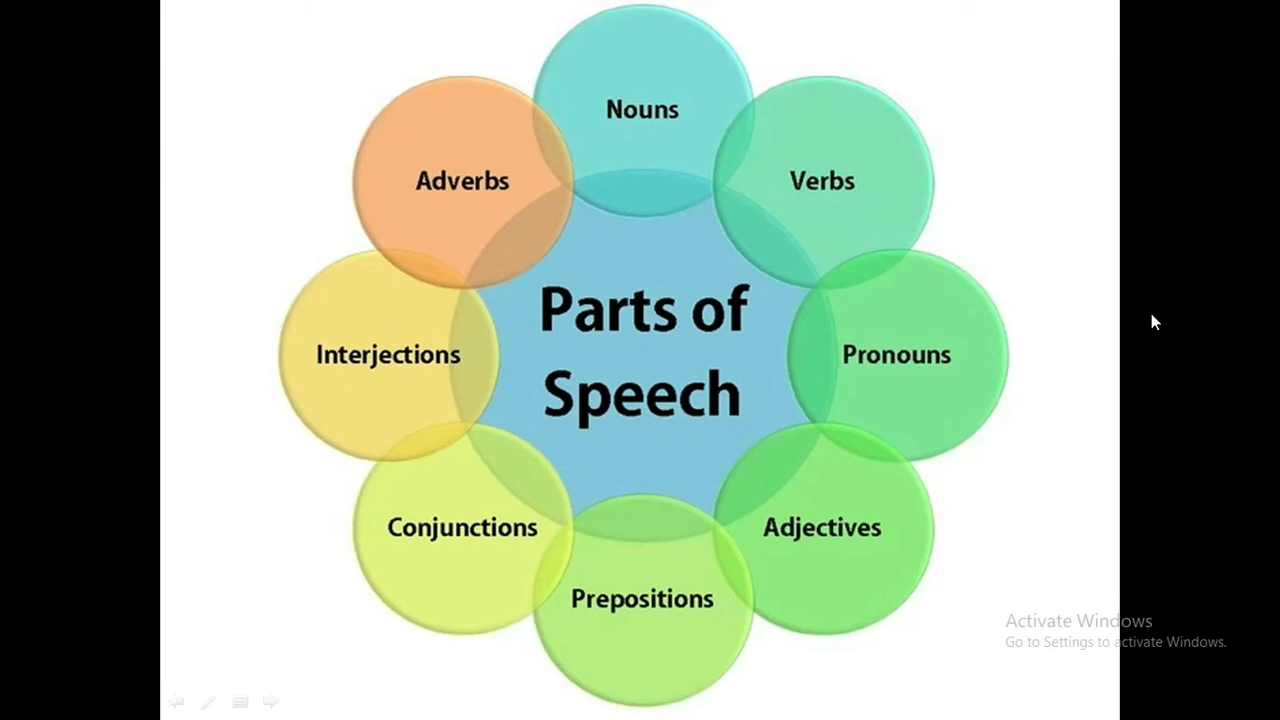 Nouns
Verbs
Pronouns
Adjectives
Prepositions
Conjunctions
Interjections
Adverbs
Parts of
Speech
Activate Windows
Go to Settings to activate Windows.